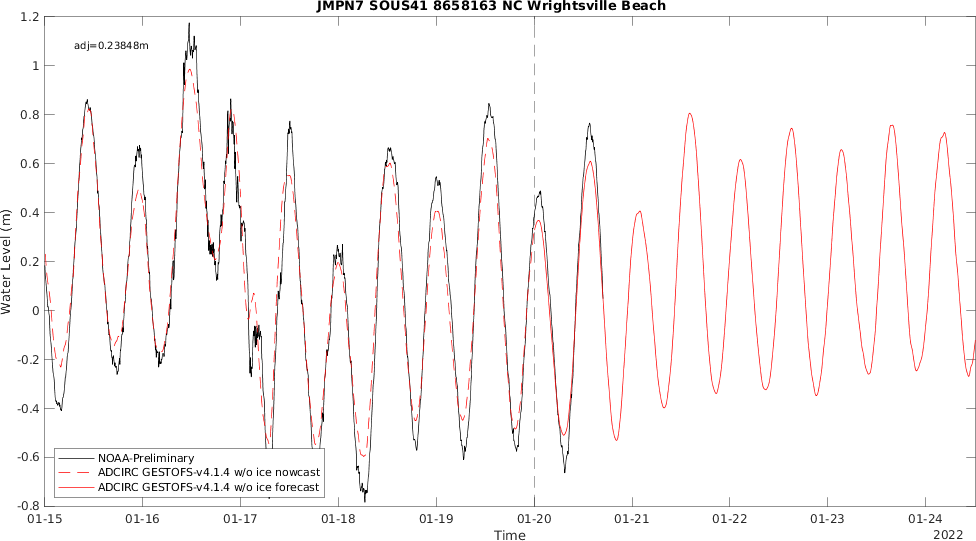 JMPN7 SOUS41 8658163 NC Wrightsville Beach
adj=0.23848m
1.2
1
0.8
0.6
0.4
0.2
0
-0.2
-0.4
-0.6
-0.8
Water Level (m)
NOAA-Preliminary
ADCIRC GESTOFS-v4.1.4 w/o ice nowcast
ADCIRC GESTOFS-v4.1.4 w/o ice forecast
01-15 01-16 01-17 01-18 01-19 01-20 01-21 01-22 01-23 01-24
Time
2022